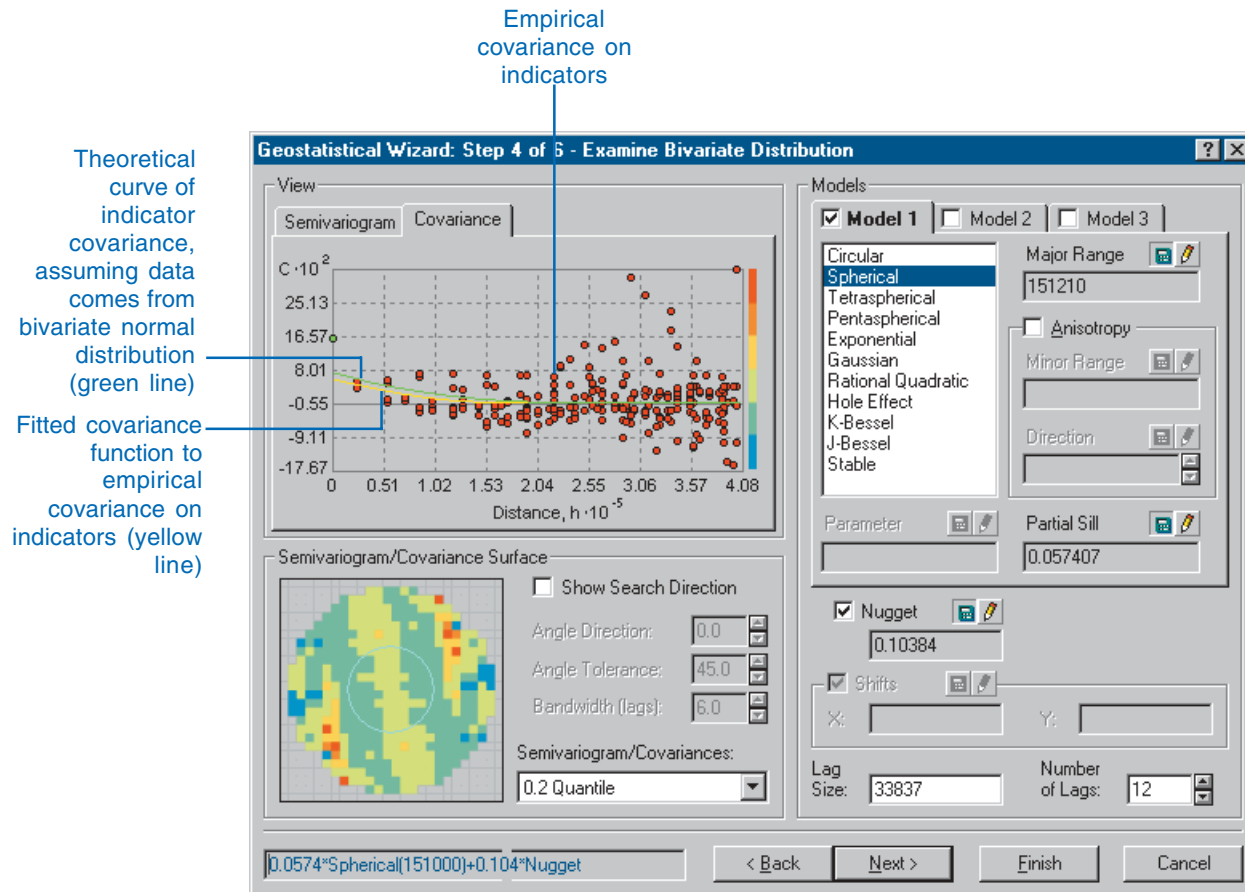 Empirical
covariance on
indicators
Theoretical
curve of
indicator
covariance,
assuming data
comes from
bivariate normal
distribution
(green line)
Fitted covariance
function to
empirical
covariance on
indicators (yellow
line)
Geostatistical Wizard: Step 4 of 6 - Examine Bivariate Distribution
View
Semivariogram Covariance
C·10 2
25.13
16.57
8.01
-0.55
-9.11
-17.67
0 0.51 1.02 1.53 2.04 2.55 3.06 3.57 4.08
Distance, h·10 -5
Semivariogram/Covariance Surface
Show Search Direction
Angle Direction: 0.0
Angle Tolerance: 45.0
Bandwidth (lags): 6.0
Semivariogram/Covariances:
0.2 Quantile
Models
Model 1 Model 2 Model 3
Circular
Spherical
Tetraspherical
Pentaspherical
Exponential
Gaussian
Rational Quadratic
Hole Effect
K-Bessel
J-Bessel
Stable
Major Range
151210
Anisotropy
Minor Range
Direction
Parameter
Partial Sill
0.057407
Nugget
0.10384
Shifts
X: Y:
Lag
Size: 33837
Number
of Lags: 12
0.0574*Spherical(151000)+0.104*Nugget
< Back Next > Finish Cancel